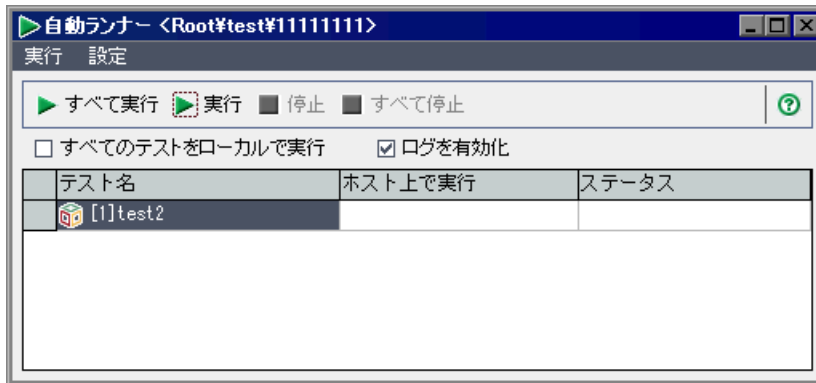 自動ランナー <Root¥test¥11111111>
実行 設定
すべて実行 実行 停止 すべて停止 ?
すべてのテストをローカルで実行 ログを有効化
テスト名 ホスト上で実行 ステータス
[1]test2